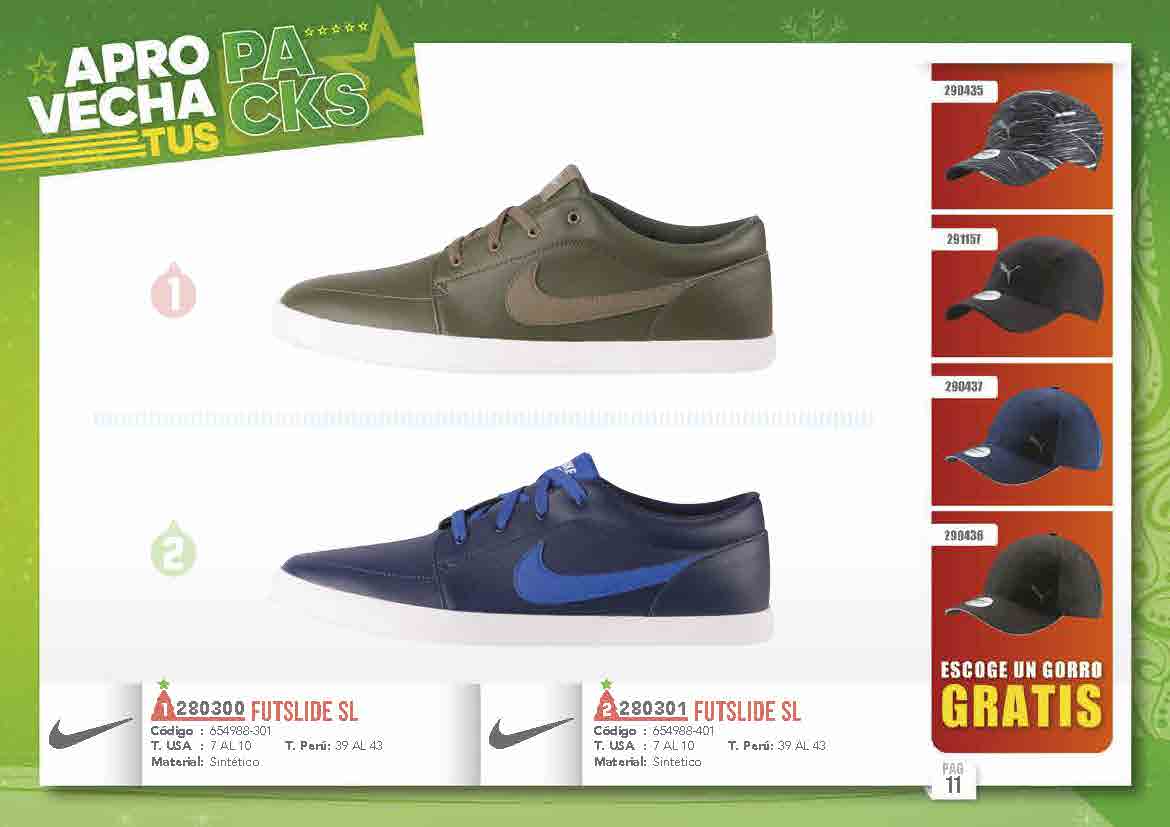 APRO
VECHA
TUS
PA
CKS
290435
291157
290437
290436
1
2
ESCOGE UN GORRO
GRATIS
1 280300 FUTSLIDE SL
Código : 654988-301
T. USA : 7 AL 10 T. Perú: 39 AL 43
Material: Sintético
2 280301 FUTSLIDE SL
Código : 654988-401
T. USA : 7 AL 10 T. Perú: 39 AL 43
Material: Sintético
PAG
11